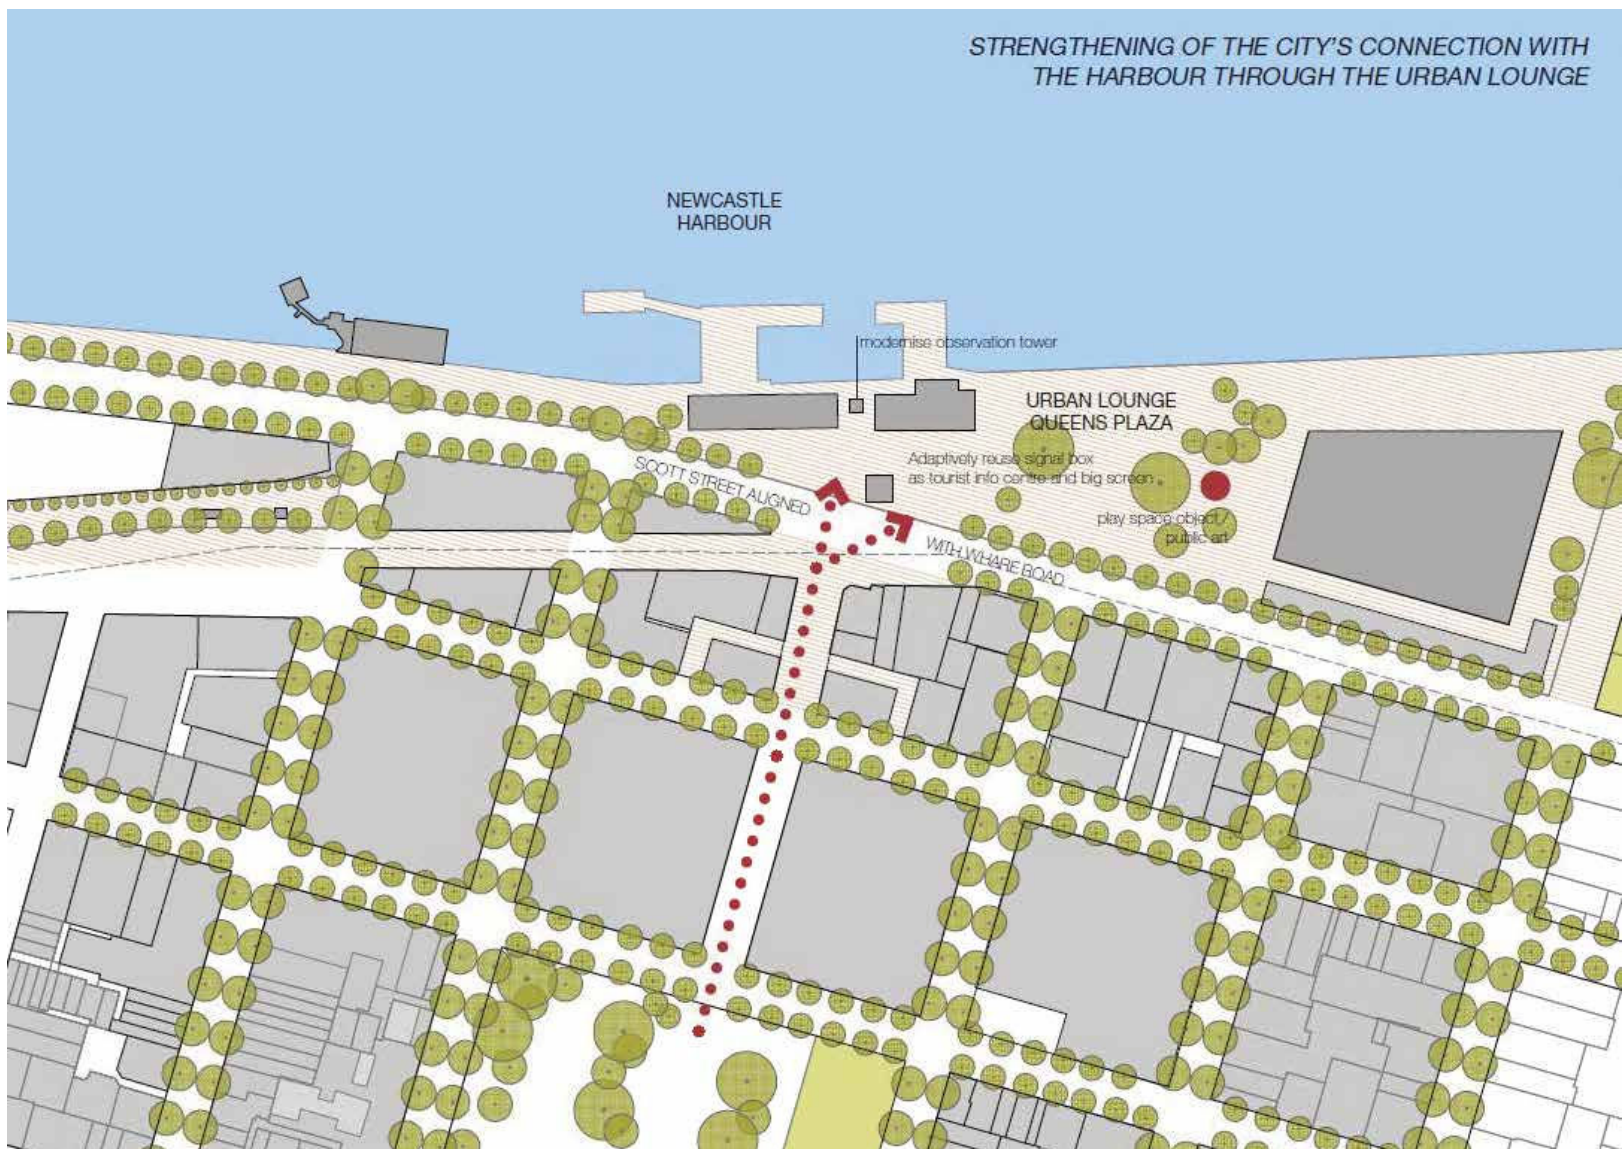 STRENGTHENING OF THE CITY'S CONNECTION WITH
THE HARBOUR THROUGH THE URBAN LOUNGE
NEWCASTLE
HARBOUR
modernise observation tower
URBAN LOUNGE
QUEENS PLAZA
Adaptively reuse signal box
as tourist info centre and big screen
SCOTT STREET ALIGNED
WITH WHARE ROAD
play space object /
public art